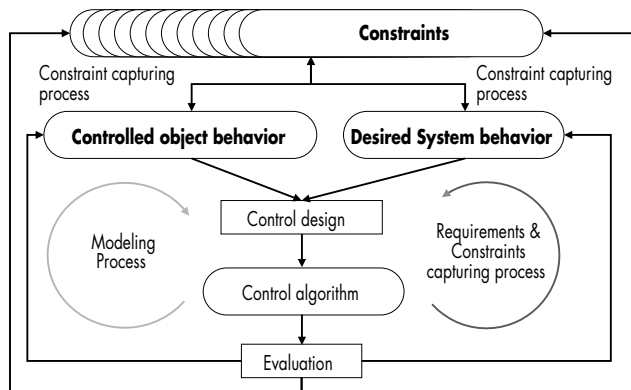 Constraints
Constraint capturing
process
Constraint capturing
process
Controlled object behavior
Desired System behavior
Control design
Modeling
Process
Requirements &
Constraints
capturing process
Control algorithm
Evaluation